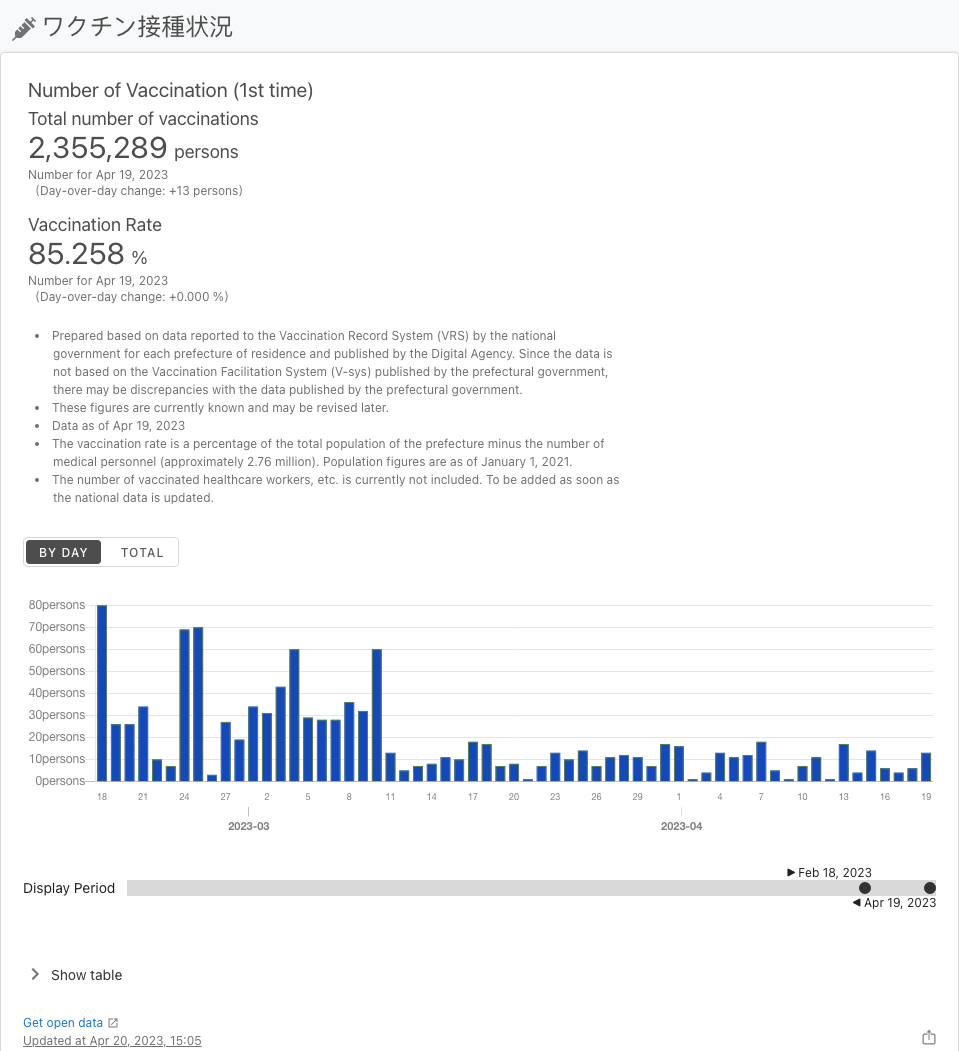 ワクチン接種状況
Number of Vaccination (1st time)
Total number of vaccinations
2,355,289 persons
Number for Apr 19, 2023
(Day-over-day change: +13 persons)
Vaccination Rate
85.258 %
Number for Apr 19, 2023
(Day-over-day change: +0.000 %)
• Prepared based on data reported to the Vaccination Record System (VRS) by the national
government for each prefecture of residence and published by the Digital Agency. Since the data is
not based on the Vaccination Facilitation System (V-sys) published by the prefectural government,
there may be discrepancies with the data published by the prefectural government.
• These figures are currently known and may be revised later.
• Data as of Apr 19, 2023
• The vaccination rate is a percentage of the total population of the prefecture minus the number of
medical personnel (approximately 2.76 million). Population figures are as of January 1, 2021.
• The number of vaccinated healthcare workers, etc. is currently not included. To be added as soon as
the national data is updated.
BY DAY TOTAL
80persons
70persons
60persons
50persons
40persons
30persons
20persons
10persons
0persons
18 21 24 27 2 5 8 11 14 17 20 23 26 29 1 4 7 10 13 16 19
2023-03 2023-04
Feb 18, 2023
Display Period
Apr 19, 2023
Show table
Get open data
Updated at Apr 20, 2023, 15:05